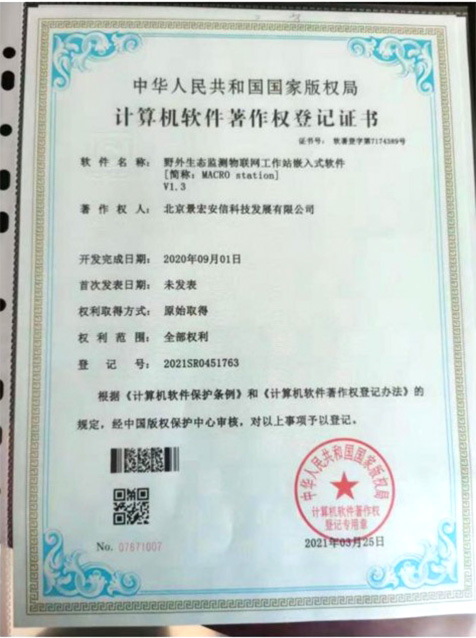 中华人民共和国国家版权局
计算机软件著作权登记证书
证书号： 软著登字第7174389号
软件名称： 野外生态监测物联网工作站嵌入式软件
[简称：MACRO station]
V1.3
著作权人： 北京景宏安信科技发展有限公司
开发完成日期： 2020年09月01日
首次发表日期： 未发表
权利取得方式： 原始取得
权利范围： 全部权利
登记号： 2021SR0451763
根据《计算机软件保护条例》和《计算机软件著作权登记办法》的
规定，经中国版权保护中心审核，对以上事项予以登记。
中华人民共和国国家版权局
计算机软件著作权
登记专用章
No. 07671007
2021年03月25日